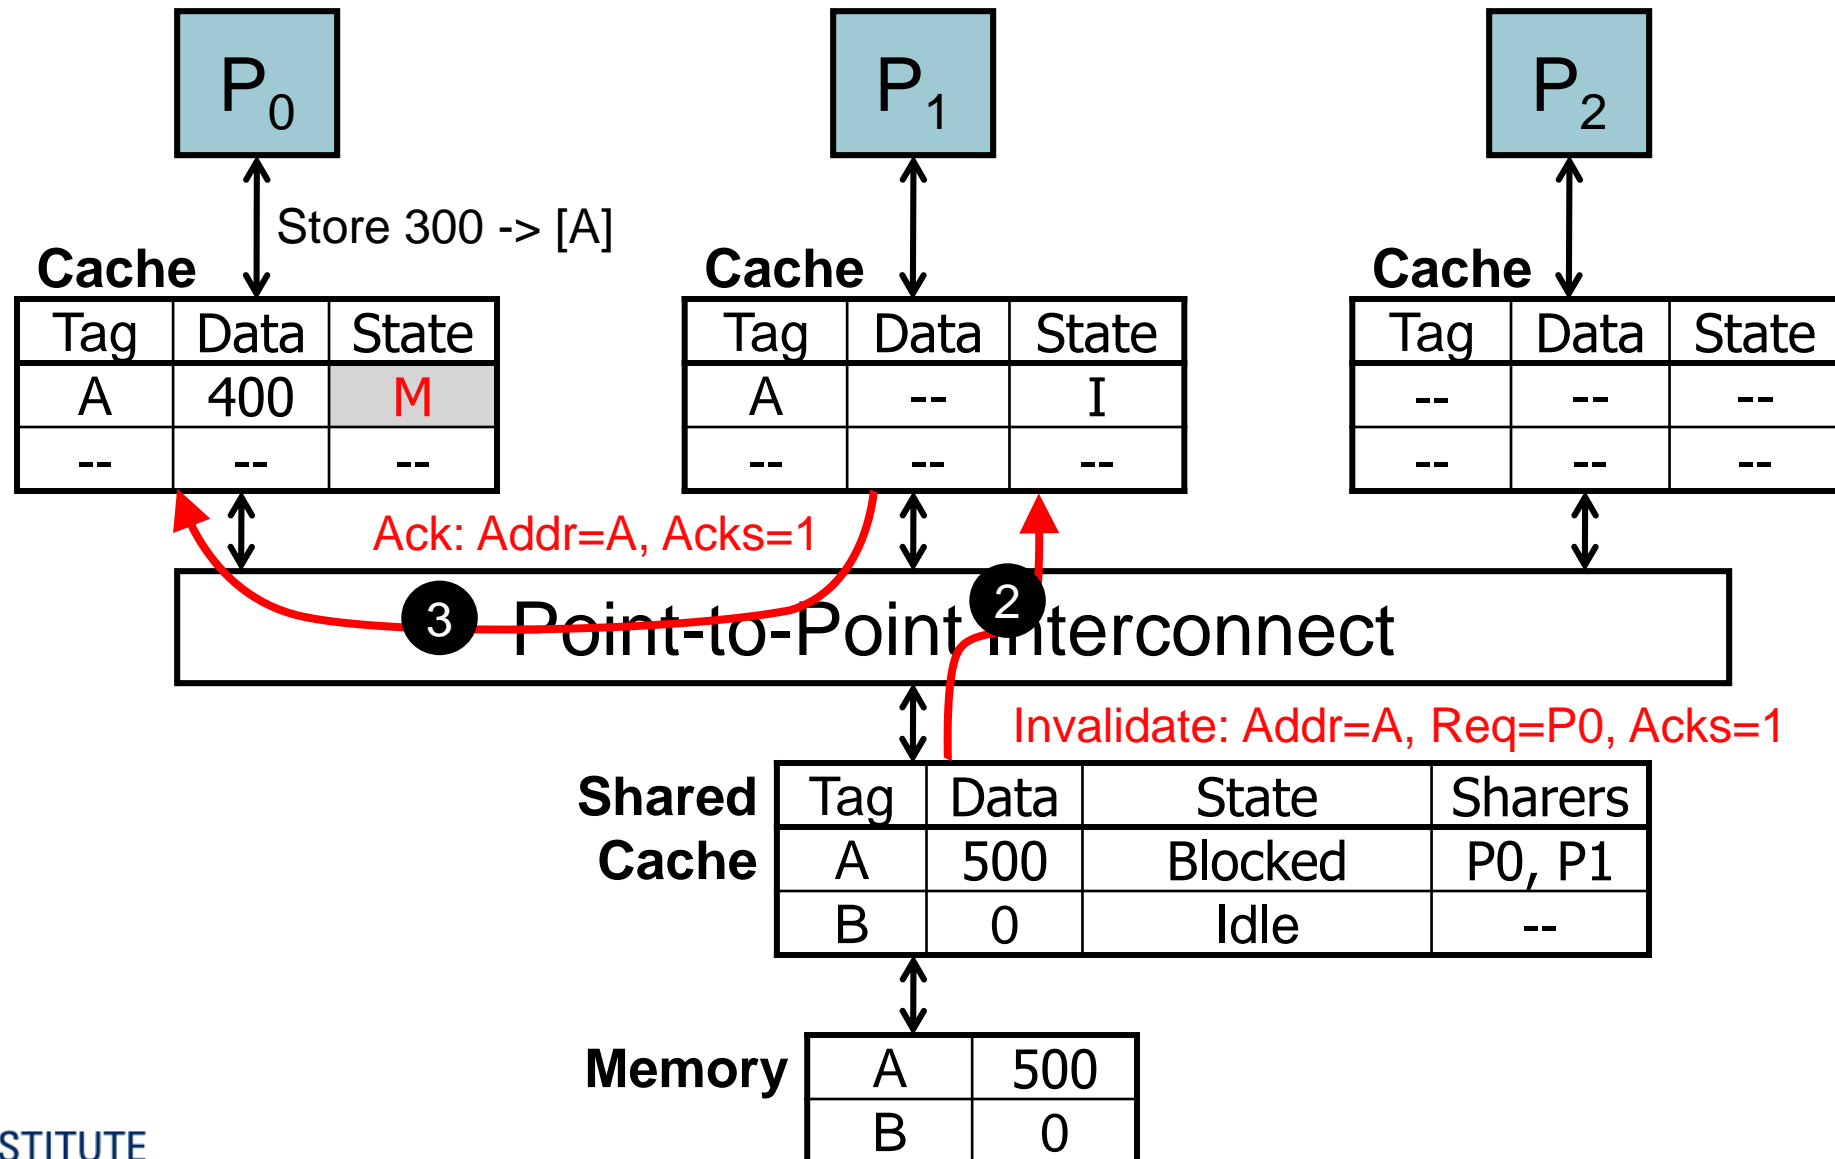 P0 P1 P2
Store 300 -> [A]
Cache Cache Cache
Tag Data State Tag Data State Tag Data State
A 400 M A -- I -- -- --
-- -- -- -- -- -- -- -- --
Ack: Addr=A, Acks=1
3 Point-to-Point Interconnect 2
Invalidate: Addr=A, Req=P0, Acks=1
Shared Tag Data State Sharers
Cache A 500 Blocked P0, P1
B 0 Idle --
Memory A 500
B 0
STITUTE